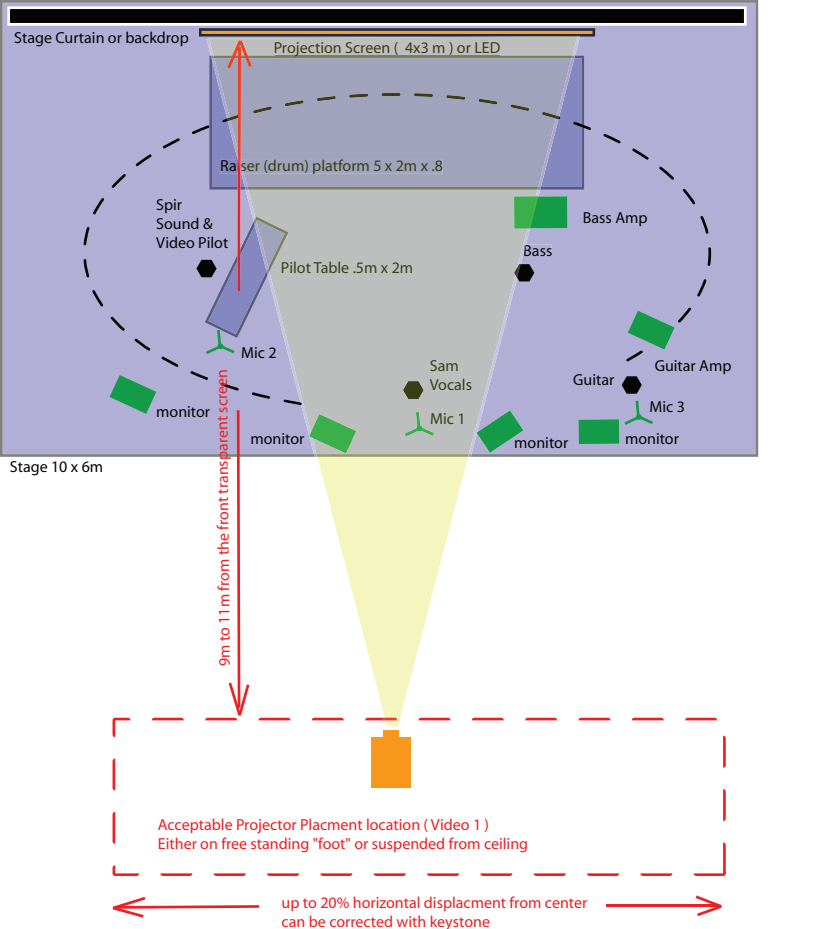 Stage Curtain or backdrop
Projection Screen ( 4x3 m ) or LED
Raiser (drum) platform 5 x 2m x .8
Spir
Sound &
Video Pilot
Bass Amp
Bass
Pilot Table .5m x 2m
Mic 2
Guitar Amp
Sam
Vocals
Guitar
monitor
Mic 3
Mic 1
monitor
monitor
monitor
Stage 10 x 6m
9m to 11m from the front transparent screen
Acceptable Projector Placment location ( Video 1 )
Either on free standing "foot" or suspended from ceiling
up to 20% horizontal displacment from center
can be corrected with keystone